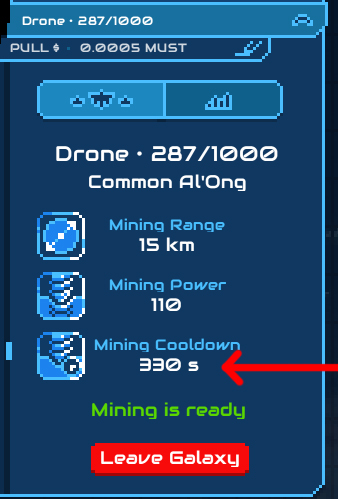 Drone • 287/1000
PULL $ • 0.0005 MUST
Drone • 287/1000
Common Al'Ong
Mining Range
15 km
Mining Power
110
Mining Cooldown
330 s
Mining is ready
Leave Galaxy